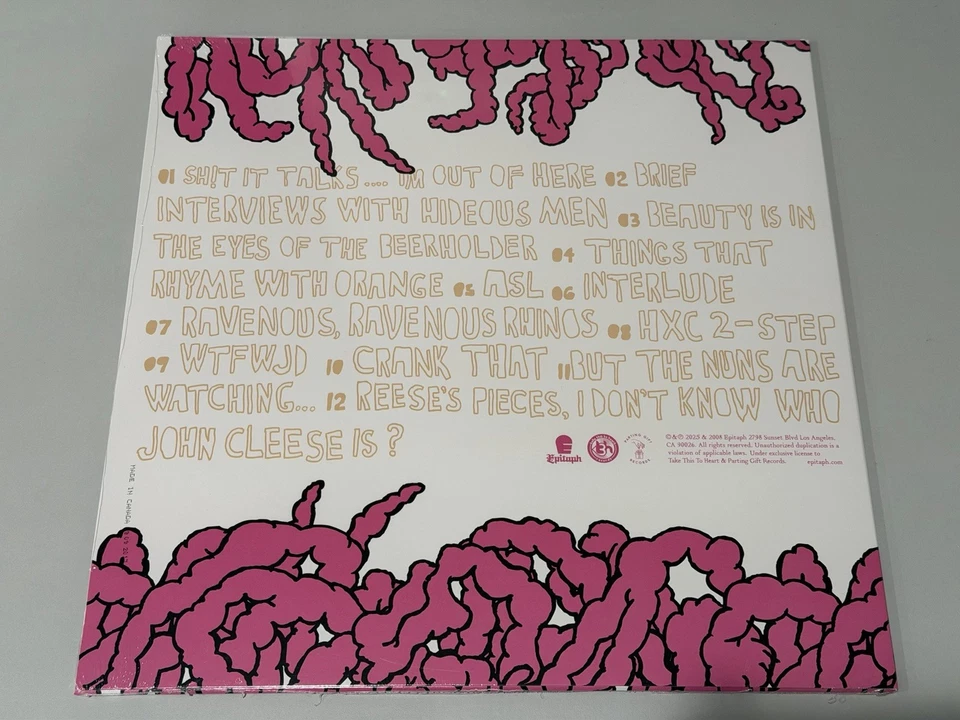 01 SH!T IT TALKS.... IM OUT OF HERE 02 BRIEF
INTERVIEWS WITH HIDEOUS MEN 03 BEAUTY IS IN
THE EYES OF THE BEERHOLDER 04 THINGS THAT
RHYME WITH ORANGE 05 ASL 06 INTERLUDE
07 RAVENOUS, RAVENOUS RHINOS 08 HXC 2-STEP
09 WTFWJD 10 CRANK THAT 11 BUT THE NUNS ARE
WATCHING... 12 REESE'S PIECES, I DON'T KNOW WHO
JOHN CLEESE IS?
Epitaph
PARTING GIFT
RECORDS
©&℗ 2025 & 2008 Epitaph 2798 Sunset Blvd Los Angeles,
CA 90026. All rights reserved. Unauthorized duplication is a
violation of applicable laws. Under exclusive license to
Take This To Heart & Parting Gift Records. epitaph.com
MADE IN CANADA